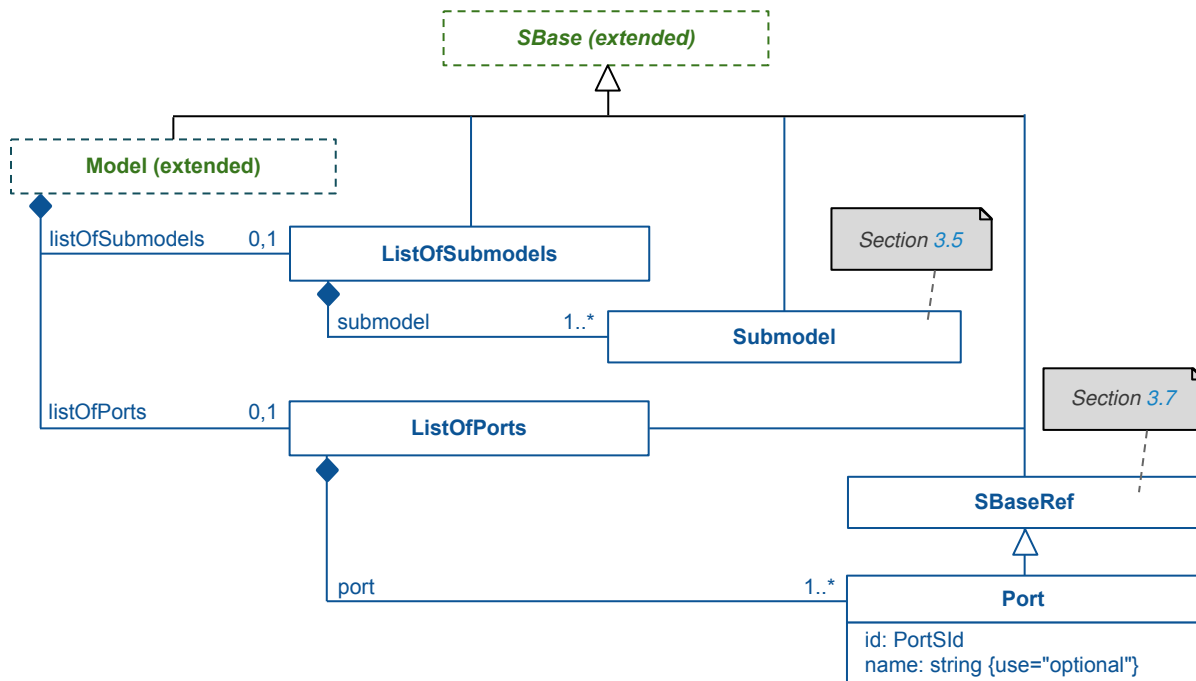 SBase (extended)
Model (extended)
listOfSubmodels 0,1
ListOfSubmodels
Section 3.5
submodel 1..*
Submodel
listOfPorts 0,1
ListOfPorts
Section 3.7
SBaseRef
port 1..*
Port
id: PortSId
name: string {use="optional"}